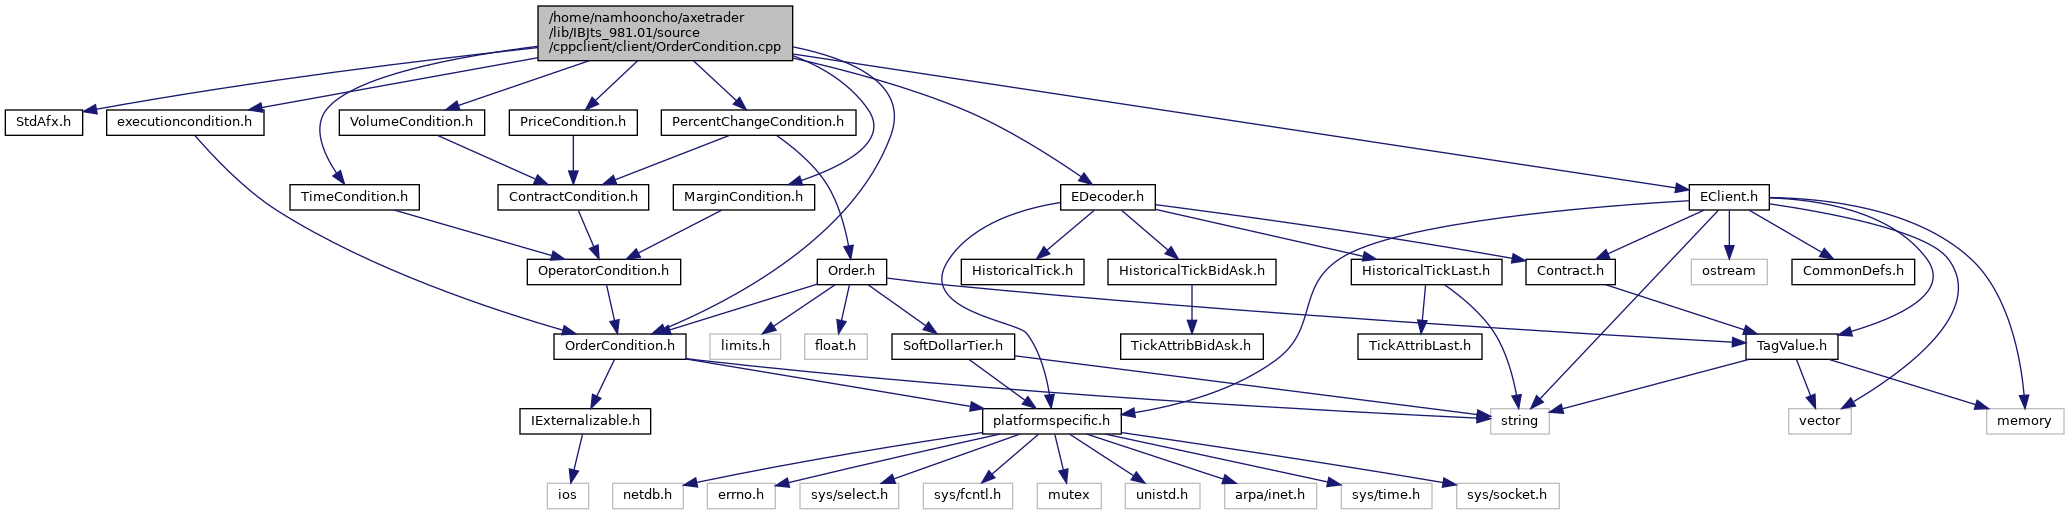 /home/namhooncho/axetrader
/lib/IBJts_981.01/source
/cppclient/client/OrderCondition.cpp
StdAfx.h
executioncondition.h
VolumeCondition.h
PriceCondition.h
PercentChangeCondition.h
TimeCondition.h
ContractCondition.h
MarginCondition.h
EDecoder.h
EClient.h
OperatorCondition.h
Order.h
HistoricalTick.h
HistoricalTickBidAsk.h
HistoricalTickLast.h
Contract.h
ostream
CommonDefs.h
OrderCondition.h
limits.h
float.h
SoftDollarTier.h
TickAttribBidAsk.h
TickAttribLast.h
TagValue.h
IExternalizable.h
platformspecific.h
string
vector
memory
ios
netdb.h
errno.h
sys/select.h
sys/fcntl.h
mutex
unistd.h
arpa/inet.h
sys/time.h
sys/socket.h